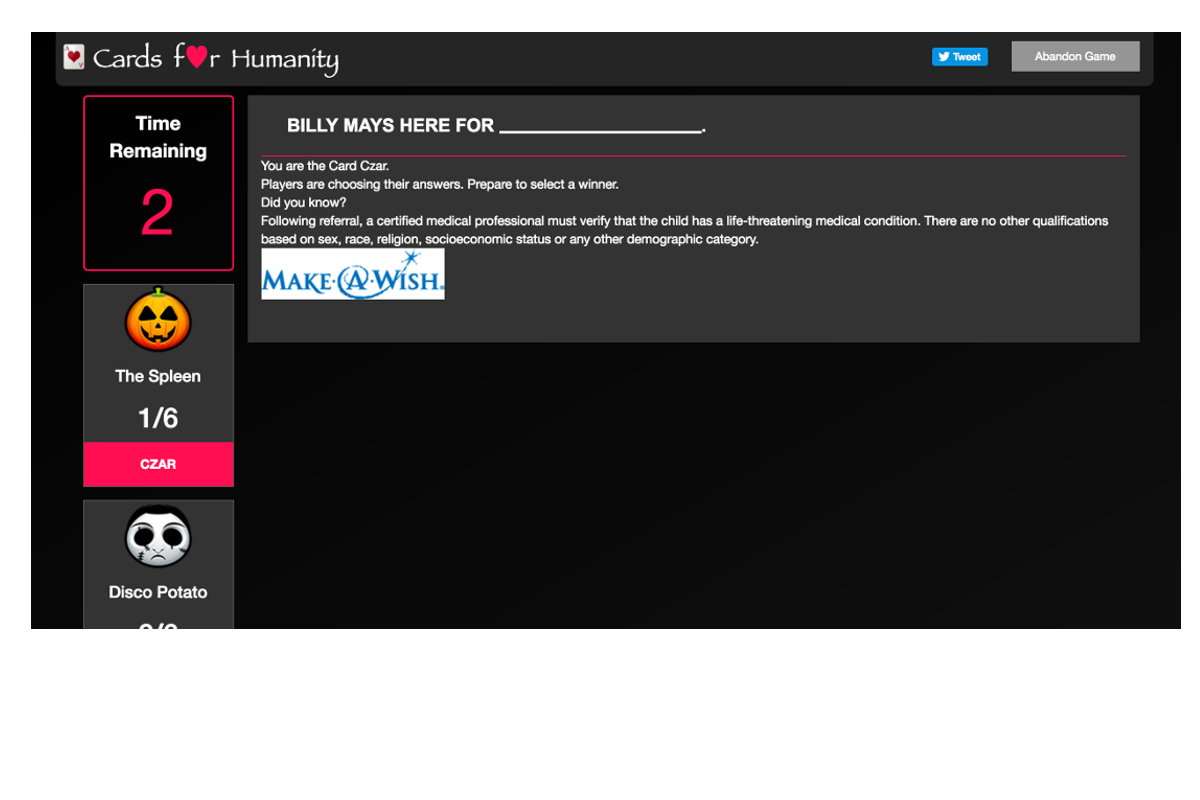 Cards f♥r Humanity
Tweet
Abandon Game
Time
Remaining
2
BILLY MAYS HERE FOR ____________________.
You are the Card Czar.
Players are choosing their answers. Prepare to select a winner.
Did you know?
Following referral, a certified medical professional must verify that the child has a life-threatening medical condition. There are no other qualifications
based on sex, race, religion, socioeconomic status or any other demographic category.
MAKE·A·WISH®
The Spleen
1/6
CZAR
Disco Potato